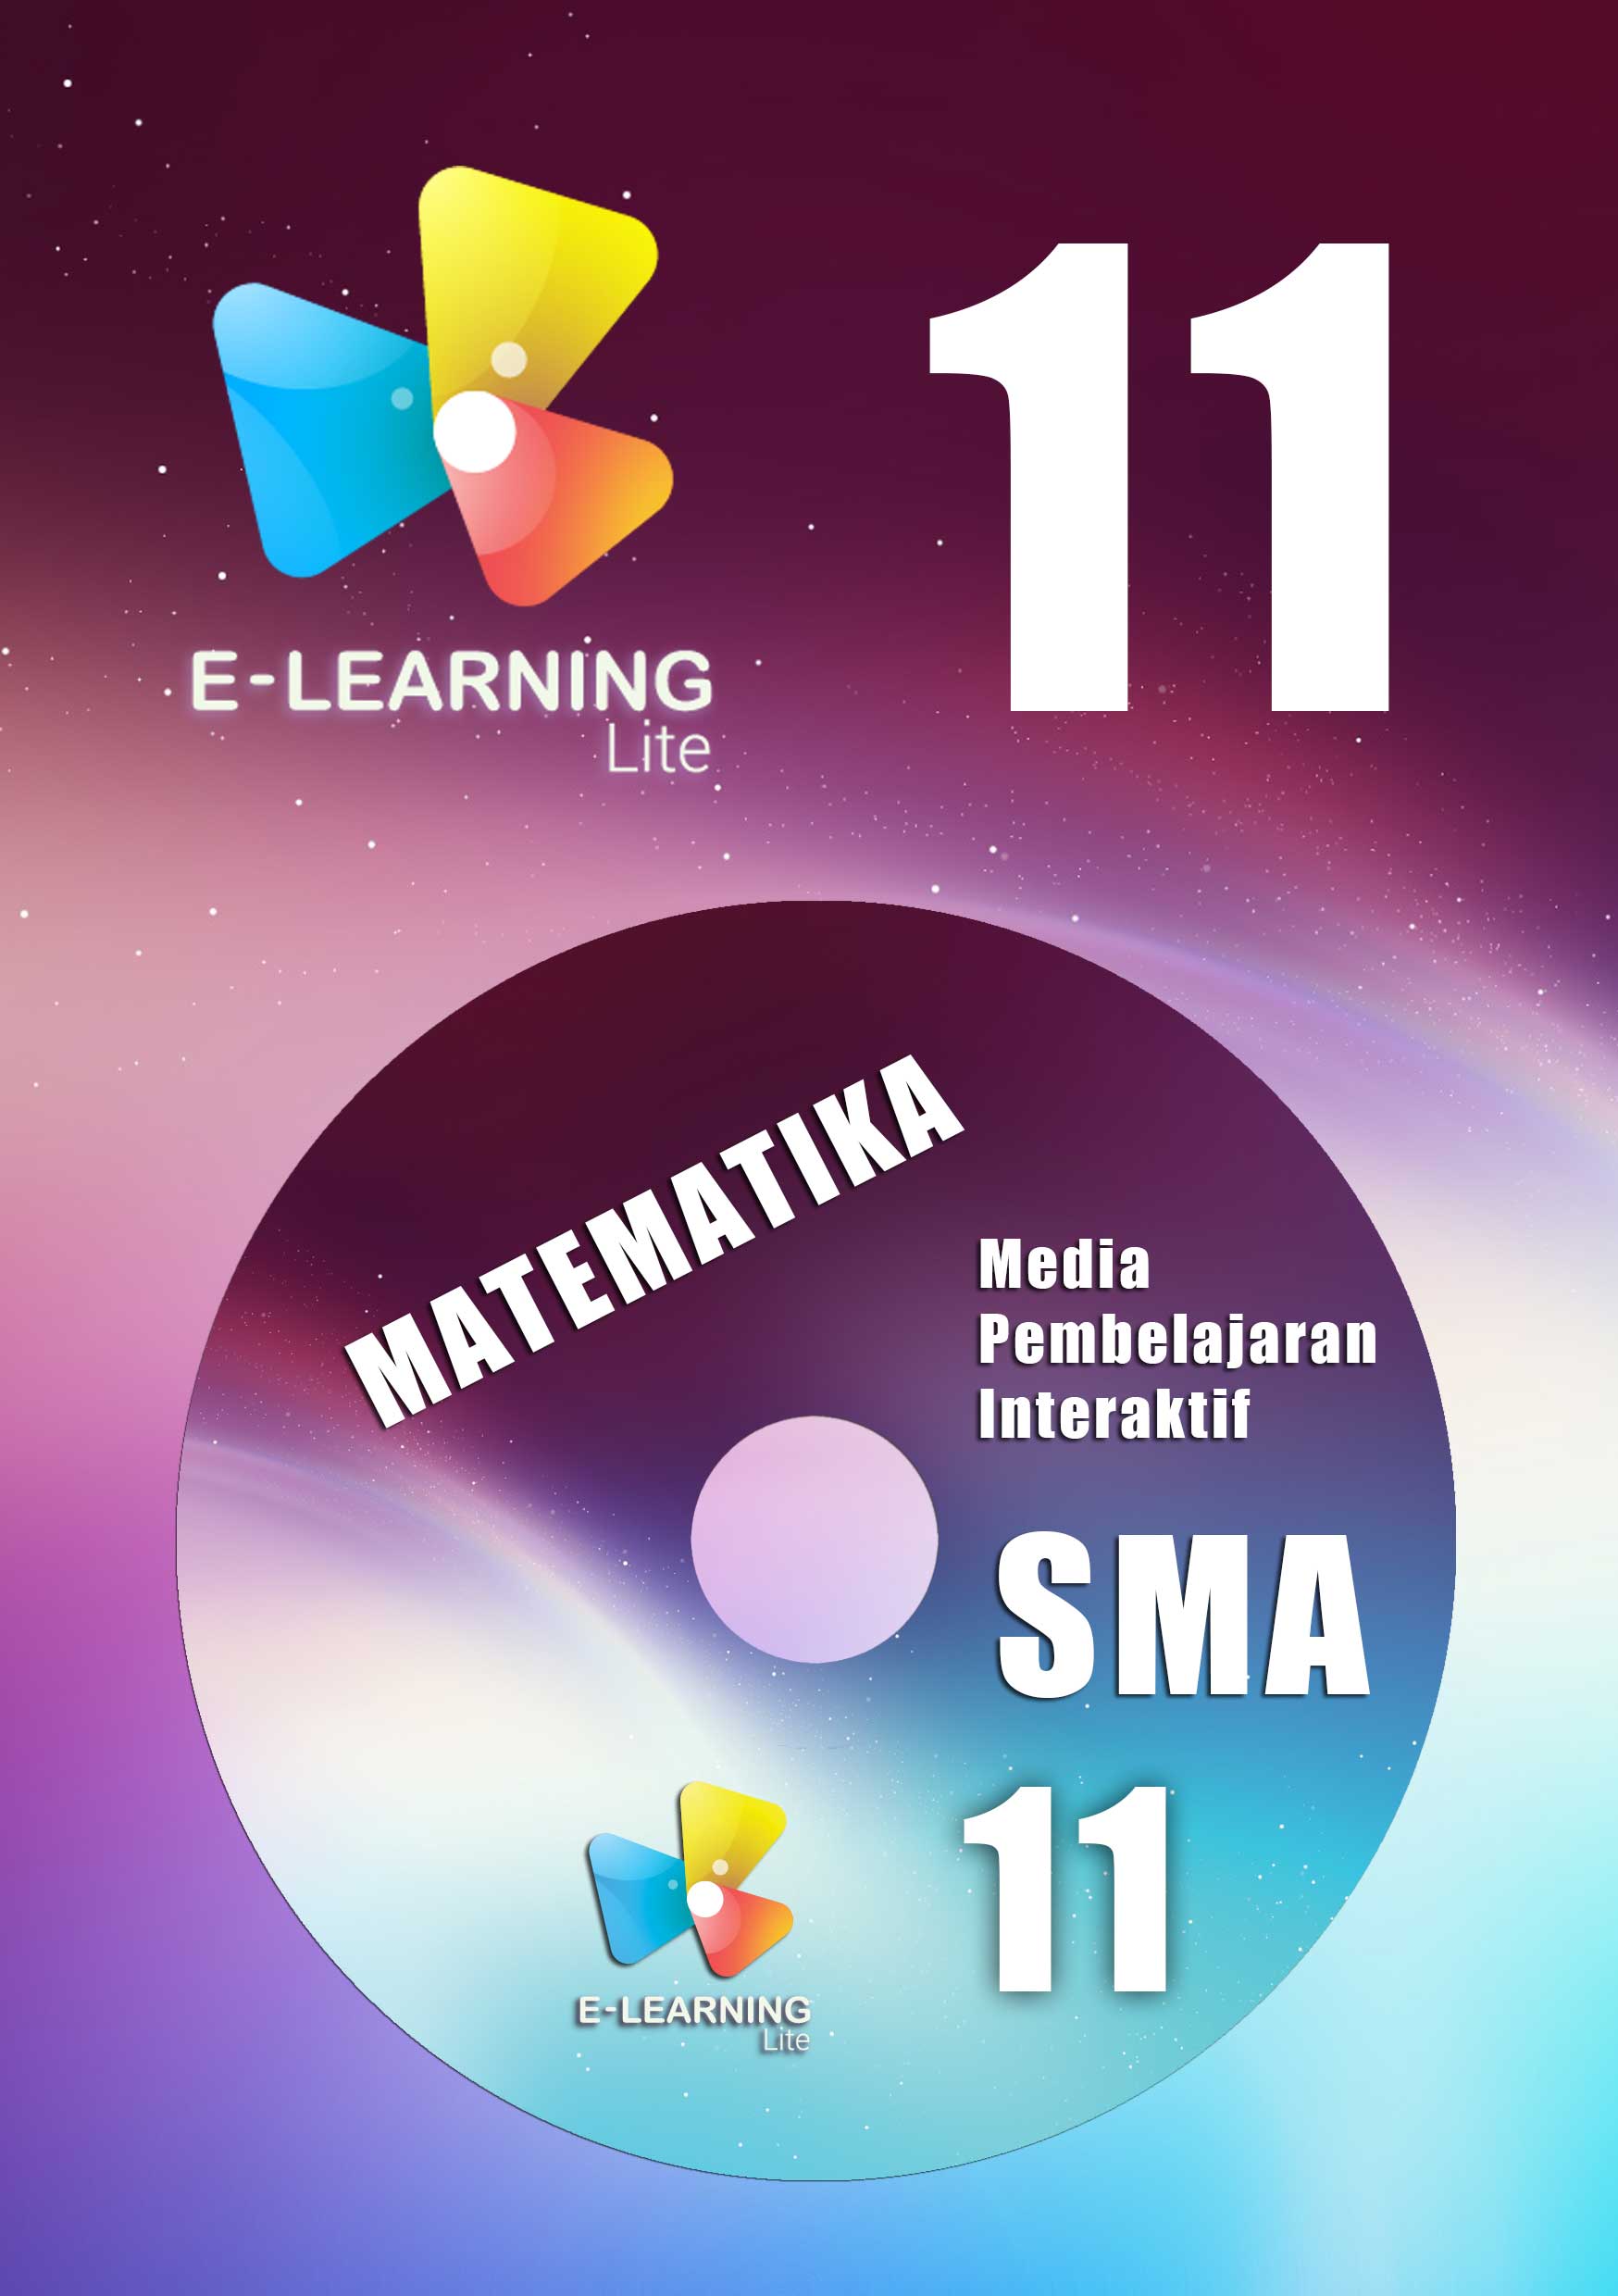 11
E-LEARNING
Lite
MATEMATIKA
Media
Pembelajaran
Interaktif
SMA
11
E-LEARNING
Lite